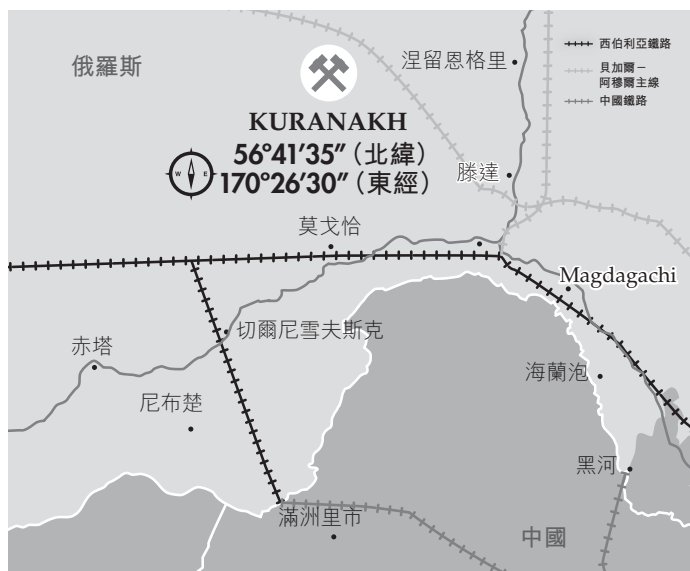 俄羅斯
涅留恩格里
西伯利亞鐵路
貝加爾－
阿穆爾主線
中國鐵路
KURANAKH
56°41’35” (北緯)
170°26’30” (東經)
W E
滕達
莫戈恰
Magdagachi
切爾尼雪夫斯克
赤塔
海蘭泡
尼布楚
黑河
滿洲里市
中國